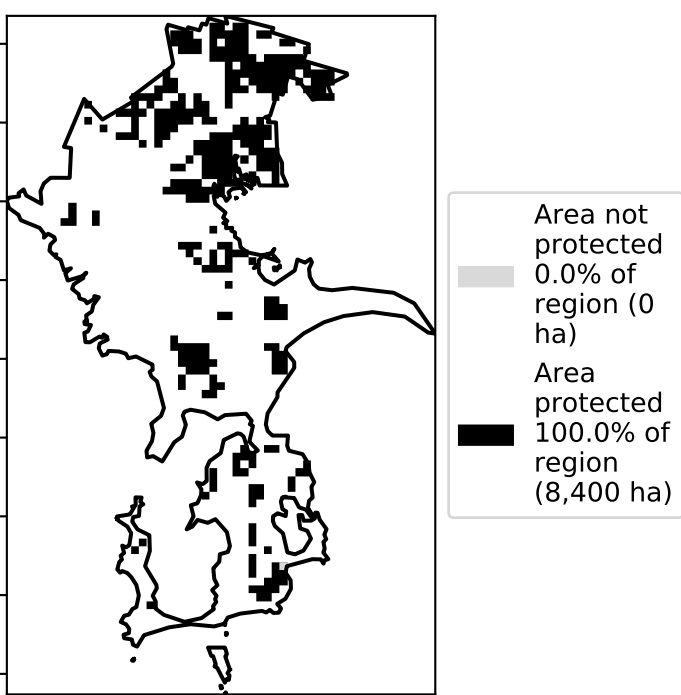 Area not
protected
0.0% of
region (0
ha)
Area
protected
100.0% of
region
(8,400 ha)